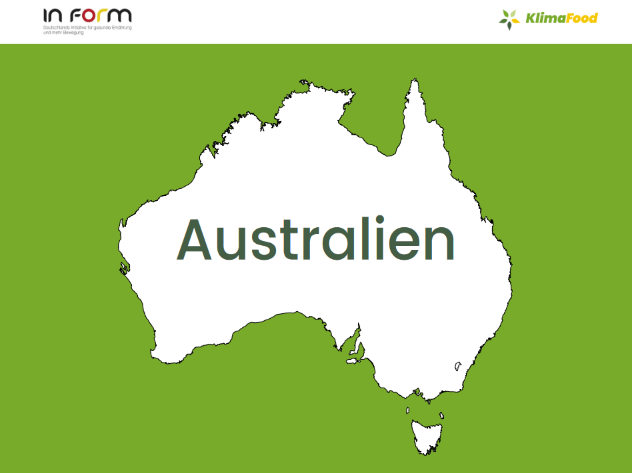 IN FORM
Deutschlands Initiative für gesunde Ernährung
und mehr Bewegung
KlimaFood
Australien